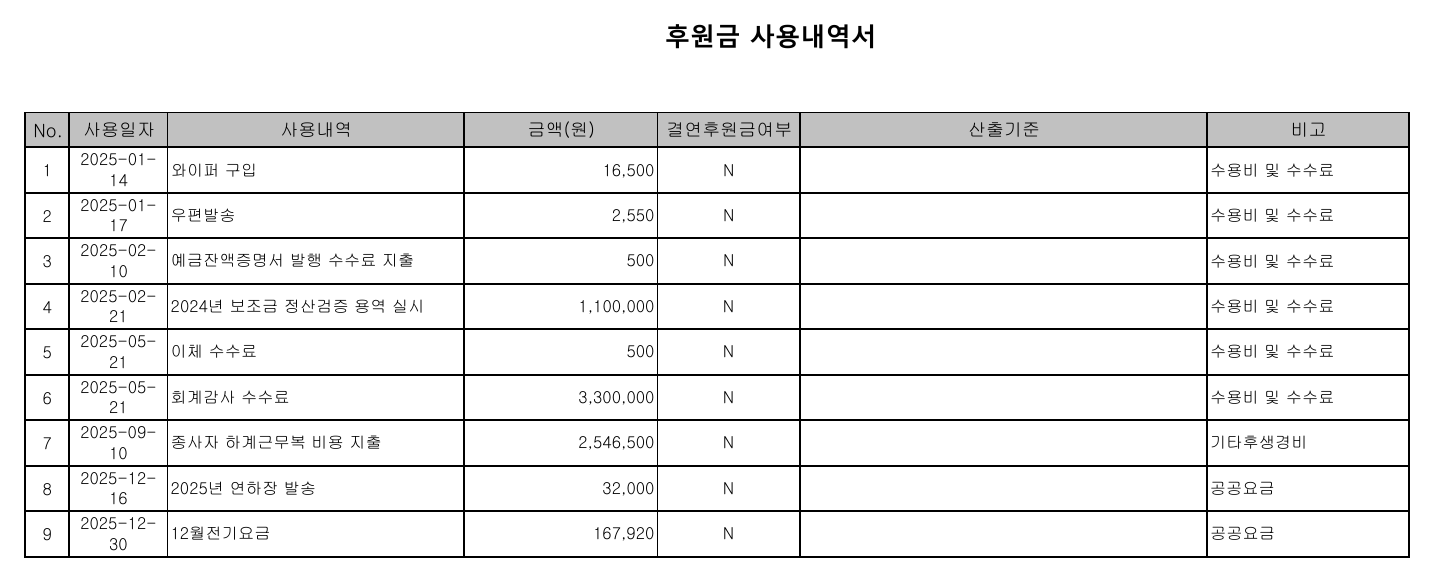 후원금 사용내역서
No. 사용일자 사용내역 금액(원) 결연후원금여부 산출기준 비고
1 2025-01-14 와이퍼 구입 16,500 N 수용비 및 수수료
2 2025-01-17 우편발송 2,550 N 수용비 및 수수료
3 2025-02-10 예금잔액증명서 발행 수수료 지출 500 N 수용비 및 수수료
4 2025-02-21 2024년 보조금 정산검증 용역 실시 1,100,000 N 수용비 및 수수료
5 2025-05-21 이체 수수료 500 N 수용비 및 수수료
6 2025-05-21 회계감사 수수료 3,300,000 N 수용비 및 수수료
7 2025-09-10 종사자 하계근무복 비용 지출 2,546,500 N 기타후생경비
8 2025-12-16 2025년 연하장 발송 32,000 N 공공요금
9 2025-12-30 12월전기요금 167,920 N 공공요금